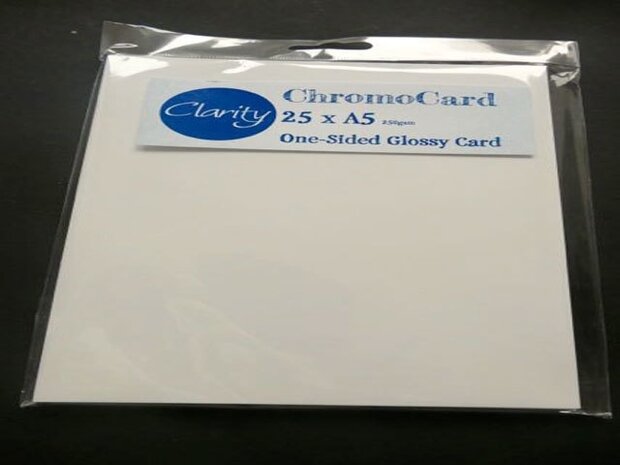 Clarity
ChromoCard
25 x A5 250gsm
One-Sided Glossy Card